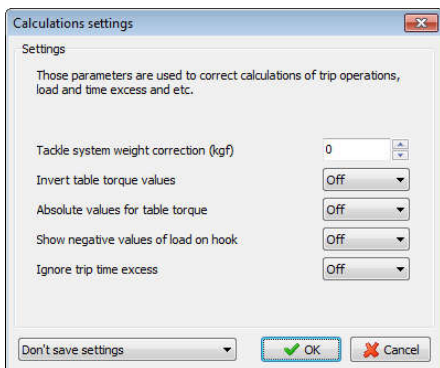 Calculations settings
Settings
Those parameters are used to correct calculations of trip operations,
load and time excess and etc.
Tackle system weight correction (kgf) 0
Invert table torque values Off
Absolute values for table torque Off
Show negative values of load on hook Off
Ignore trip time excess Off
Don't save settings OK Cancel